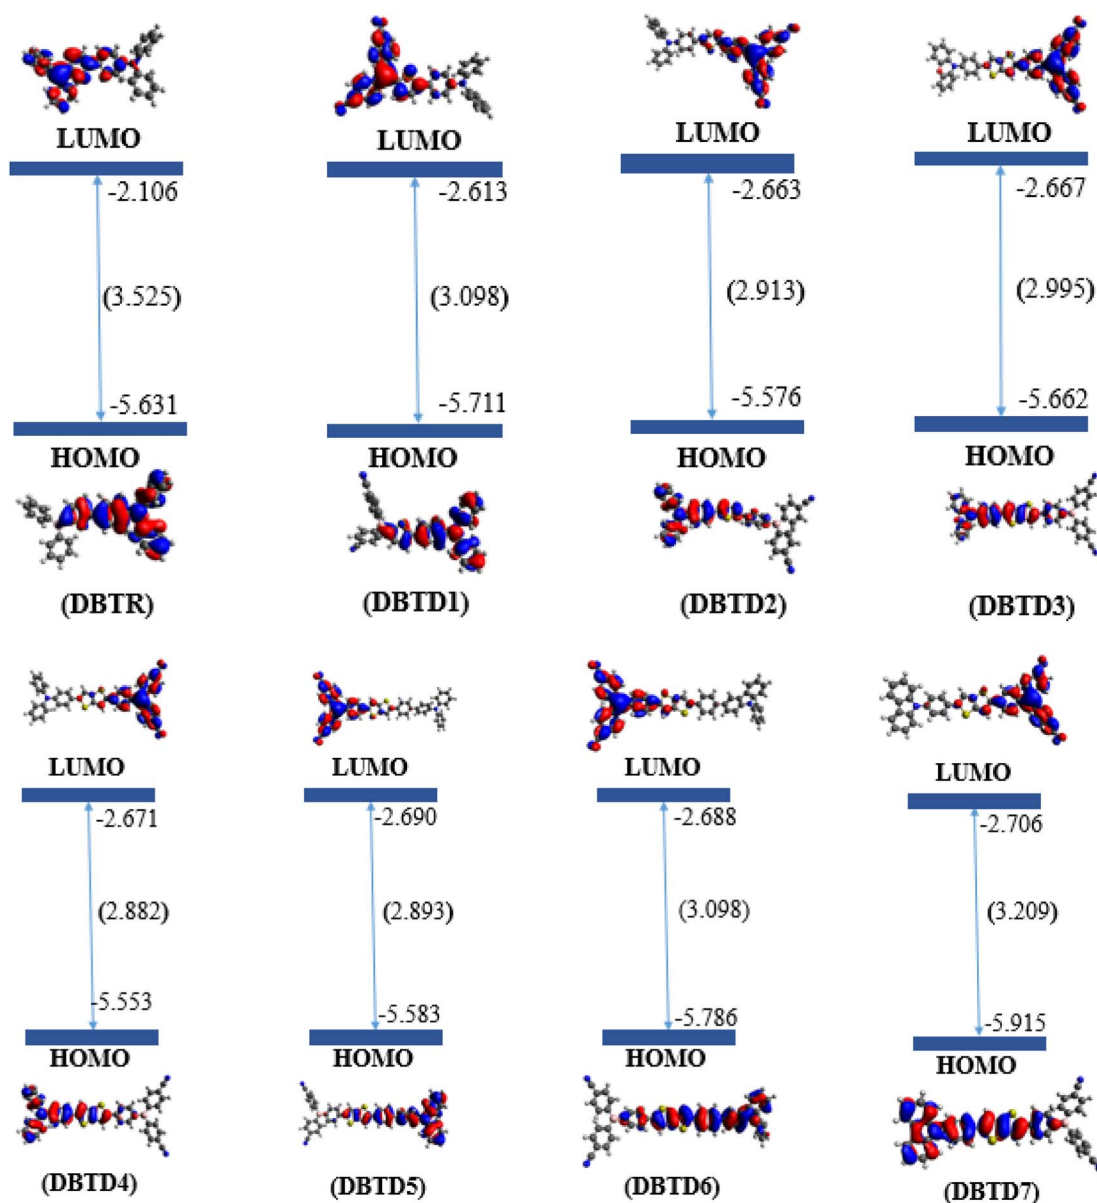 LUMO LUMO LUMO LUMO
-2.106 -2.613 -2.663 -2.667
(3.525) (3.098) (2.913) (2.995)
-5.631 -5.711 -5.576 -5.662
HOMO HOMO HOMO HOMO
(DBTR) (DBTD1) (DBTD2) (DBTD3)
LUMO LUMO LUMO LUMO
-2.671 -2.690 -2.688 -2.706
(2.882) (2.893) (3.098) (3.209)
-5.553 -5.583 -5.786 -5.915
HOMO HOMO HOMO HOMO
(DBTD4) (DBTD5) (DBTD6) (DBTD7)